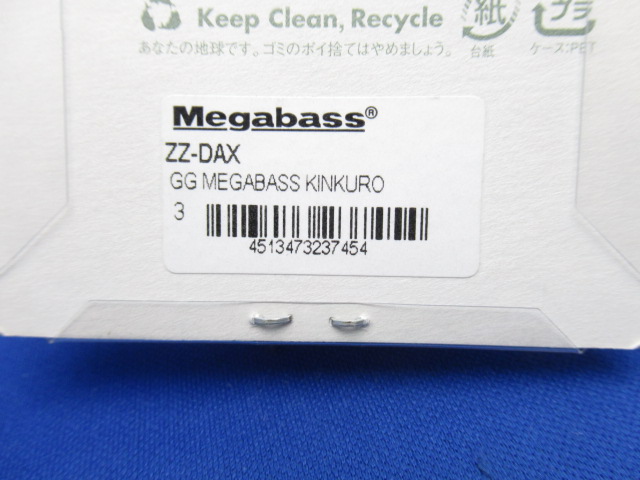 Keep Clean, Recycle
あなたの地球です。ゴミのポイ捨てはやめましょう。
紙
台紙
プラ
ケース:PET
Megabass®
ZZ-DAX
GG MEGABASS KINKURO
3
4513473237454